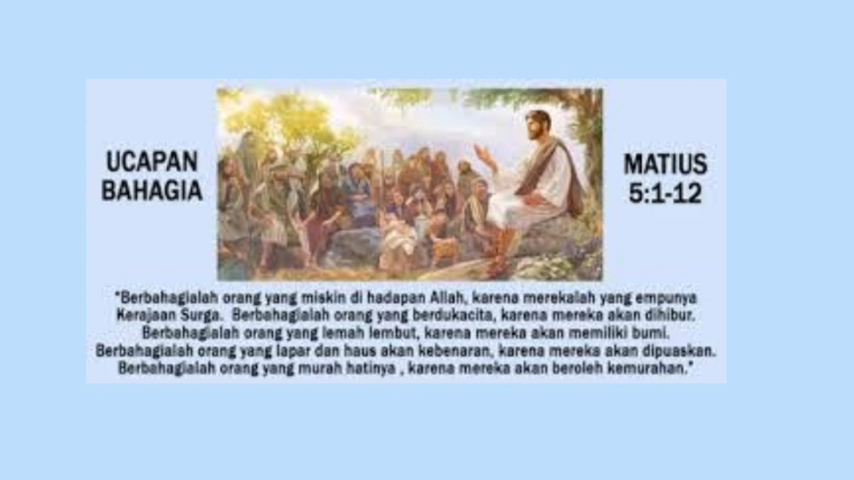 UCAPAN
BAHAGIA
MATIUS
5:1-12
"Berbahagialah orang yang miskin di hadapan Allah, karena merekalah yang empunya
Kerajaan Surga. Berbahagialah orang yang berdukacita, karena mereka akan dihibur.
Berbahagialah orang yang lemah lembut, karena mereka akan memiliki bumi.
Berbahagialah orang yang lapar dan haus akan kebenaran, karena mereka akan dipuaskan.
Berbahagialah orang yang murah hatinya , karena mereka akan beroleh kemurahan."